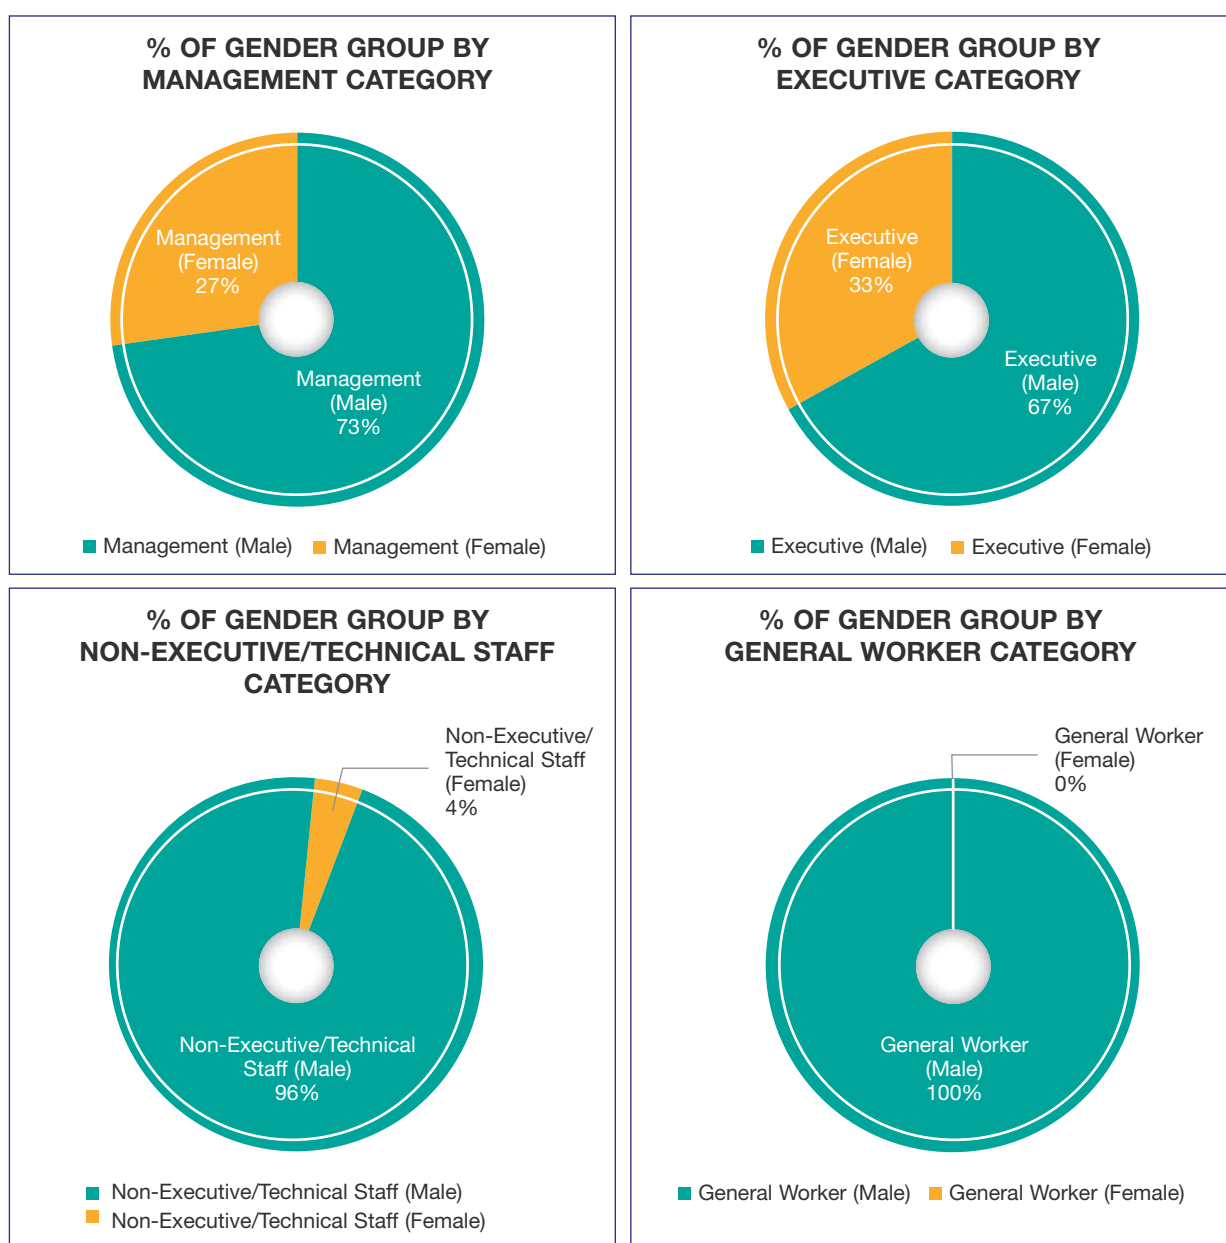 % OF GENDER GROUP BY
MANAGEMENT CATEGORY
Management
(Female)
27%
Management
(Male)
73%
Management (Male)
Management (Female)
% OF GENDER GROUP BY
EXECUTIVE CATEGORY
Executive
(Female)
33%
Executive
(Male)
67%
Executive (Male)
Executive (Female)
% OF GENDER GROUP BY
NON-EXECUTIVE/TECHNICAL STAFF
CATEGORY
Non-Executive/
Technical Staff
(Female)
4%
Non-Executive/Technical
Staff (Male)
96%
Non-Executive/Technical Staff (Male)
Non-Executive/Technical Staff (Female)
% OF GENDER GROUP BY
GENERAL WORKER CATEGORY
General Worker
(Female)
0%
General Worker
(Male)
100%
General Worker (Male)
General Worker (Female)